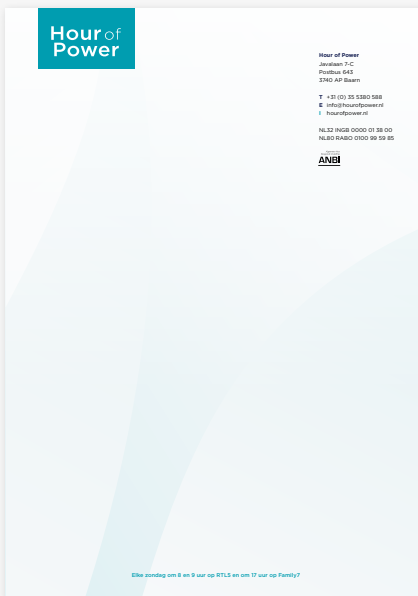 Hour of
Power
Hour of Power
Javalaan 7-C
Postbus 643
3740 AP Baarn
T +31 (0) 35 5380 588
E info@hourofpower.nl
I hourofpower.nl
NL32 INGB 0000 01 38 00
NL80 RABO 0100 99 59 85
ANBI
Elke zondag om 8 en 9 uur op RTL5 en om 17 uur op Family7